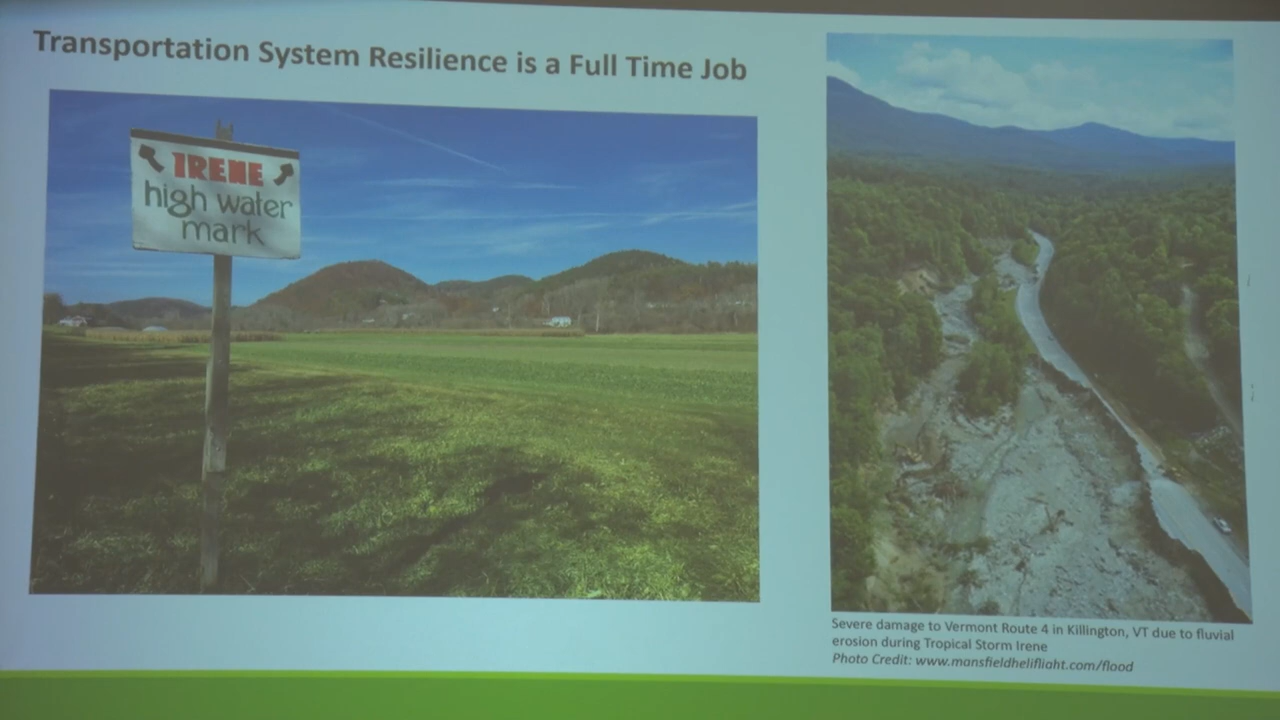 Transportation System Resilience is a Full Time Job
IRENE
high water
mark
Severe damage to Vermont Route 4 in Killington, VT due to fluvial
erosion during Tropical Storm Irene
Photo Credit: www.mansfieldheliflight.com/flood